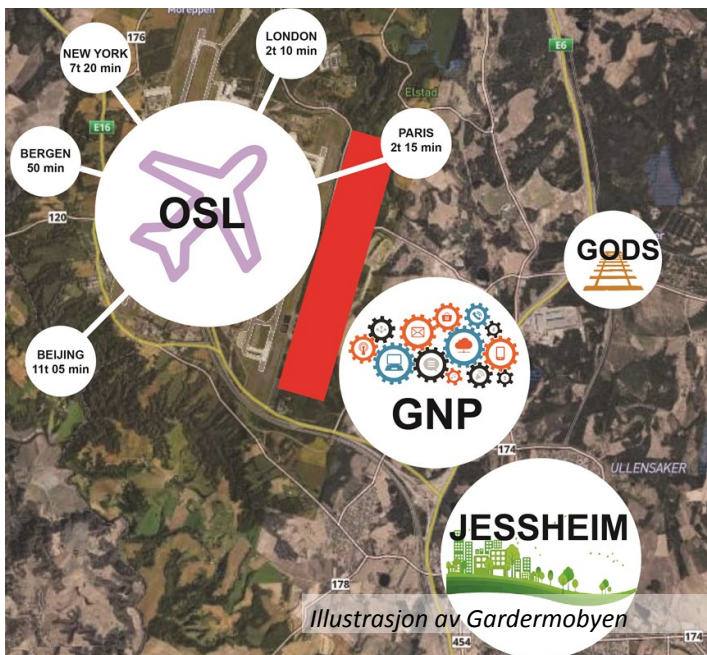 Moreppen
176
NEW YORK
7t 20 min
LONDON
2t 10 min
E6
Elstad
E16
PARIS
2t 15 min
BERGEN
50 min
OSL
120
GODS
BEIJING
11t 05 min
GNP
174
ULLENSAKER
JESSHEIM
178
Illustrasjon av Gardermobyen
454
174